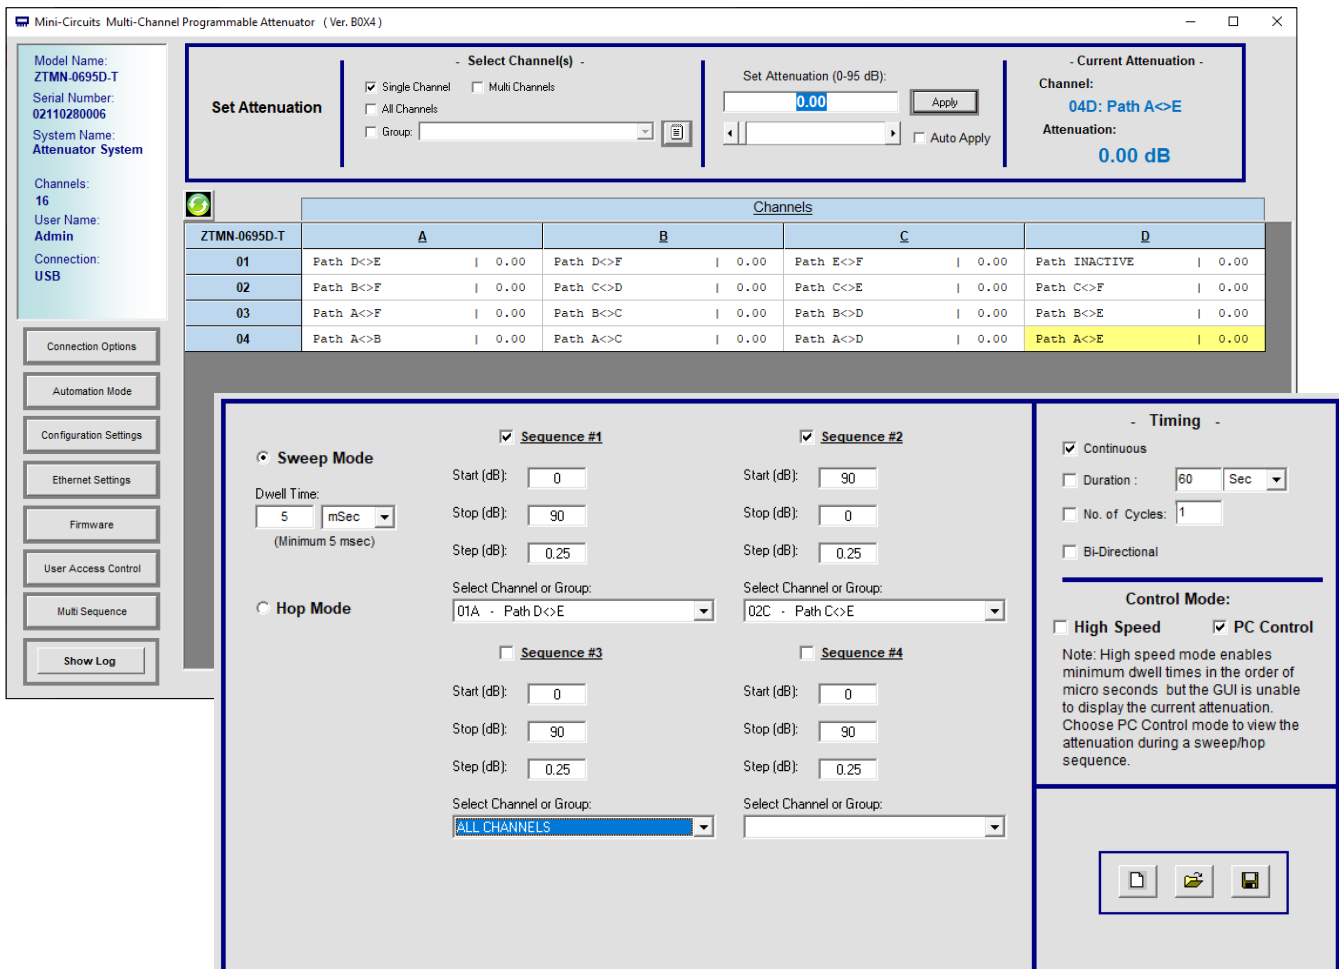 Mini-Circuits  Multi-Channel Programmable Attenuator  ( Ver. B0X4 )
Model Name:
ZTMN-0695D-T
Serial Number:
02110280006
System Name:
Attenuator System
Channels:
16
User Name:
Admin
Connection:
USB
Connection Options
Automation Mode
Configuration Settings
Ethernet Settings
Firmware
User Access Control
Multi Sequence
Show Log
Set Attenuation
- Select Channel(s) -
Single Channel Multi Channels
All Channels
Group:
Set Attenuation (0-95 dB):
0.00 Apply
Auto Apply
- Current Attenuation -
Channel:
04D: Path A<>E
Attenuation:
0.00 dB
Channels
ZTMN-0695D-T A B C D
01 Path D<>E | 0.00 Path D<>F | 0.00 Path E<>F | 0.00 Path INACTIVE | 0.00
02 Path B<>F | 0.00 Path C<>D | 0.00 Path C<>E | 0.00 Path C<>F | 0.00
03 Path A<>F | 0.00 Path B<>C | 0.00 Path B<>D | 0.00 Path B<>E | 0.00
04 Path A<>B | 0.00 Path A<>C | 0.00 Path A<>D | 0.00 Path A<>E | 0.00
Sweep Mode
Dwell Time:
5 mSec
(Minimum 5 msec)
Hop Mode
Sequence #1
Start (dB): 0
Stop (dB): 90
Step (dB): 0.25
Select Channel or Group:
01A - Path D<>E
Sequence #2
Start (dB): 90
Stop (dB): 0
Step (dB): 0.25
Select Channel or Group:
02C - Path C<>E
Sequence #3
Start (dB): 0
Stop (dB): 90
Step (dB): 0.25
Select Channel or Group:
ALL CHANNELS
Sequence #4
Start (dB): 0
Stop (dB): 90
Step (dB): 0.25
Select Channel or Group:
- Timing -
Continuous
Duration : 60 Sec
No. of Cycles: 1
Bi-Directional
Control Mode:
High Speed PC Control
Note: High speed mode enables
minimum dwell times in the order of
micro seconds but the GUI is unable
to display the current attenuation.
Choose PC Control mode to view the
attenuation during a sweep/hop
sequence.